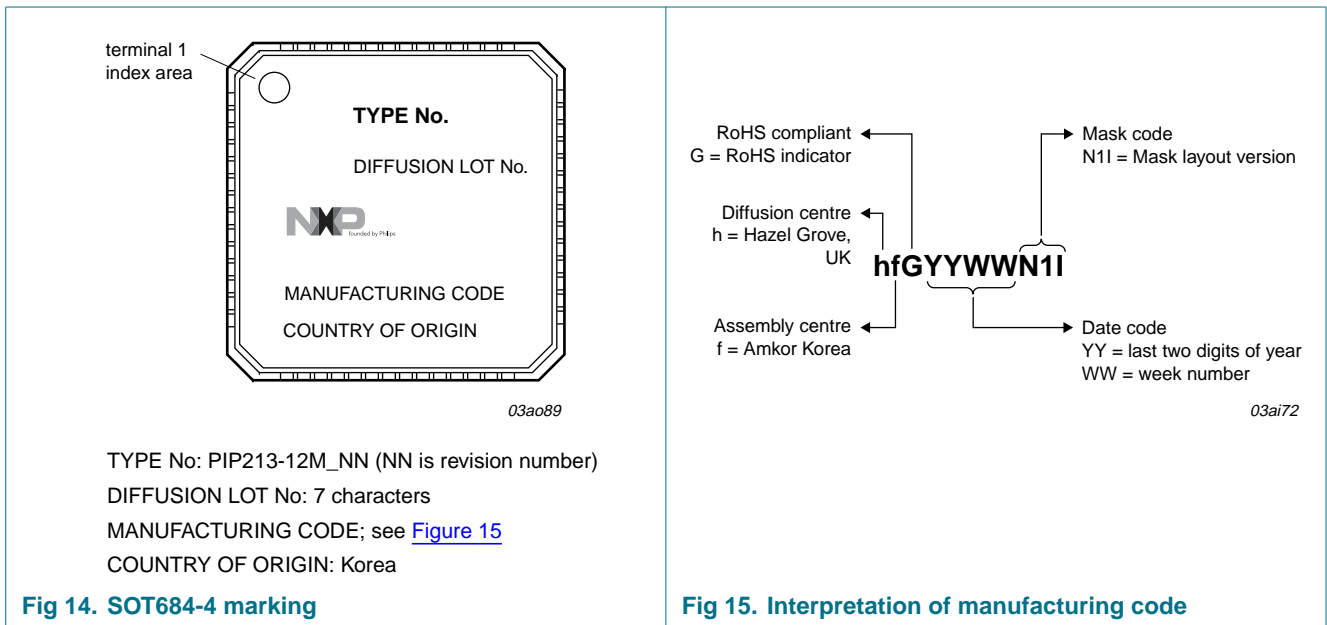 terminal 1
index area
TYPE No.
DIFFUSION LOT No.
NXP
founded by Philips
MANUFACTURING CODE
COUNTRY OF ORIGIN
03ao89
TYPE No: PIP213-12M_NN (NN is revision number)
DIFFUSION LOT No: 7 characters
MANUFACTURING CODE; see Figure 15
COUNTRY OF ORIGIN: Korea
Fig 14. SOT684-4 marking
RoHS compliant
G = RoHS indicator
Mask code
N1I = Mask layout version
Diffusion centre
h = Hazel Grove,
UK
hfGYYWWN1I
Assembly centre
f = Amkor Korea
Date code
YY = last two digits of year
WW = week number
03ai72
Fig 15. Interpretation of manufacturing code